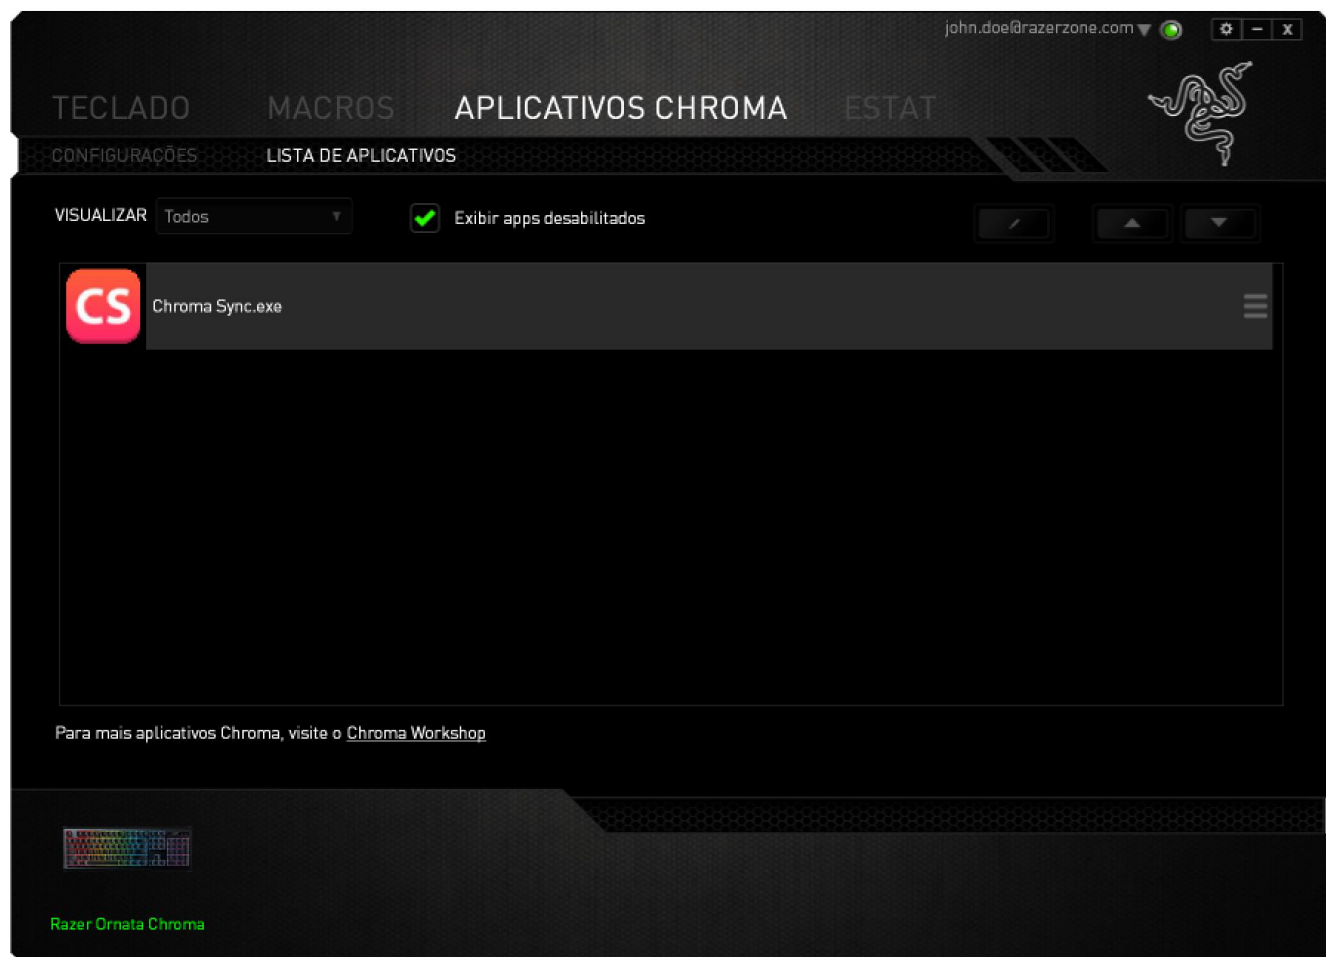 john.doe@razerzone.com
TECLADO MACROS APLICATIVOS CHROMA ESTAT
CONFIGURAÇÕES LISTA DE APLICATIVOS
VISUALIZAR Todos Exibir apps desabilitados
CS Chroma Sync.exe
Para mais aplicativos Chroma, visite o Chroma Workshop
Razer Ornata Chroma